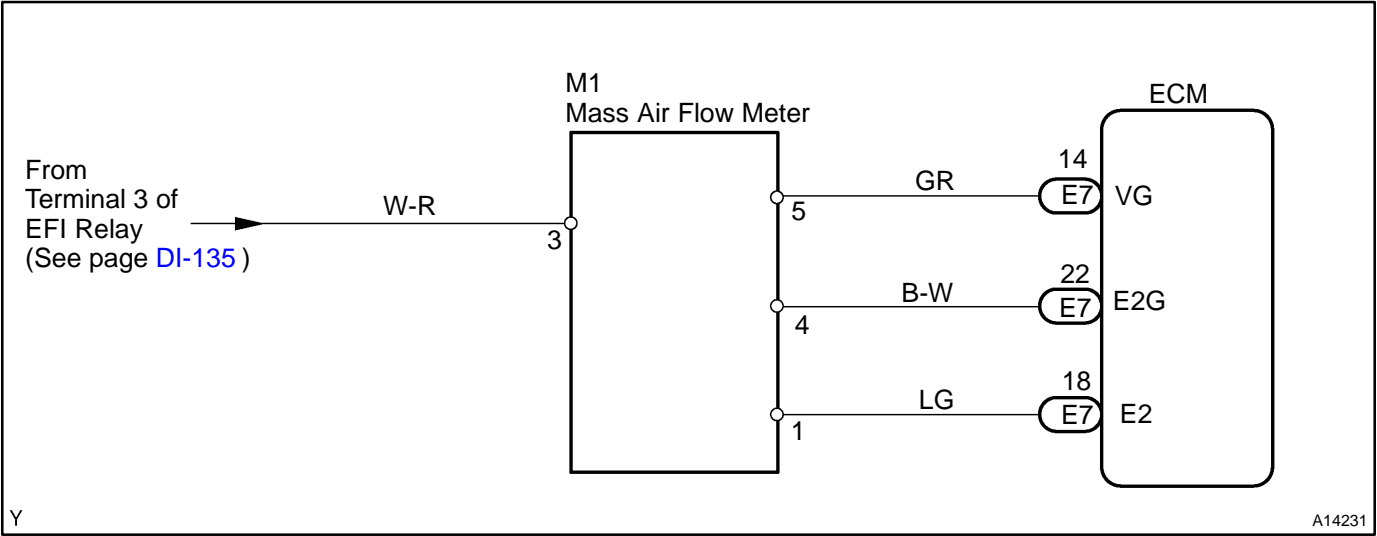 M1
Mass Air Flow Meter
ECM
From
Terminal 3 of
EFI Relay
(See page DI-135 )
W-R
3
5
GR
14
E7
VG
4
B-W
22
E7
E2G
1
LG
18
E7
E2
Y
A14231